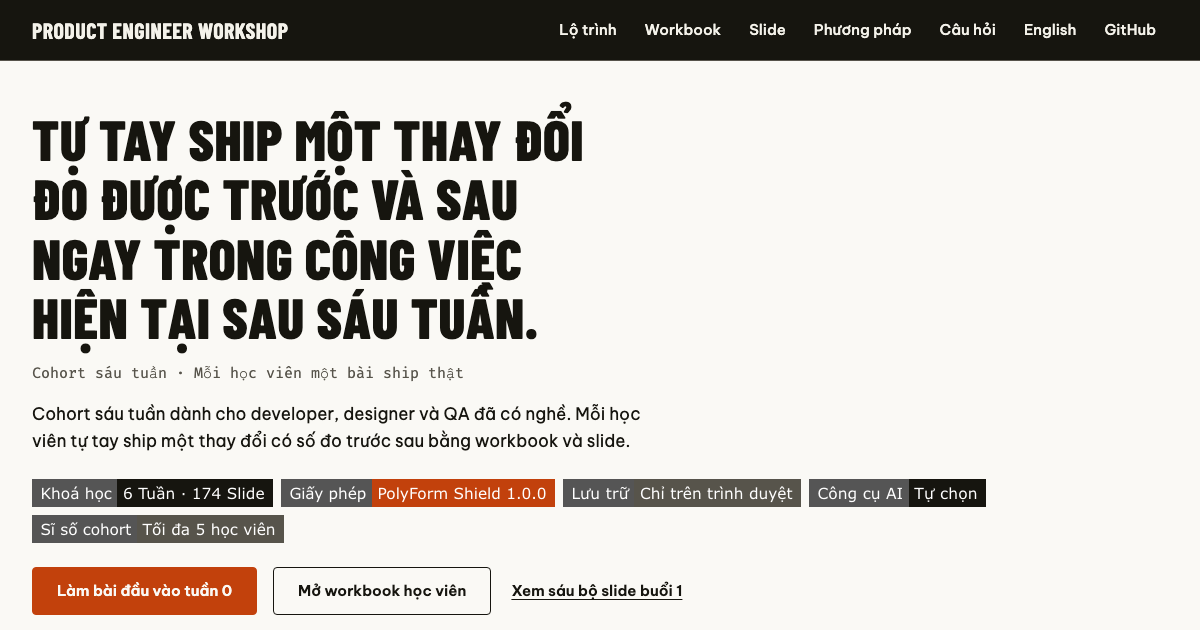 PRODUCT ENGINEER WORKSHOP
Lộ trình Workbook Slide Phương pháp Câu hỏi English GitHub
TỰ TAY SHIP MỘT THAY ĐỔI
ĐO ĐƯỢC TRƯỚC VÀ SAU
NGAY TRONG CÔNG VIỆC
HIỆN TẠI SAU SÁU TUẦN.
Cohort sáu tuần · Mỗi học viên một bài ship thật
Cohort sáu tuần dành cho developer, designer và QA đã có nghề. Mỗi học
viên tự tay ship một thay đổi có số đo trước sau bằng workbook và slide.
Khoá học 6 Tuần · 174 Slide Giấy phép PolyForm Shield 1.0.0 Lưu trữ Chỉ trên trình duyệt Công cụ AI Tự chọn
Sĩ số cohort Tối đa 5 học viên
Làm bài đầu vào tuần 0 Mở workbook học viên Xem sáu bộ slide buổi 1